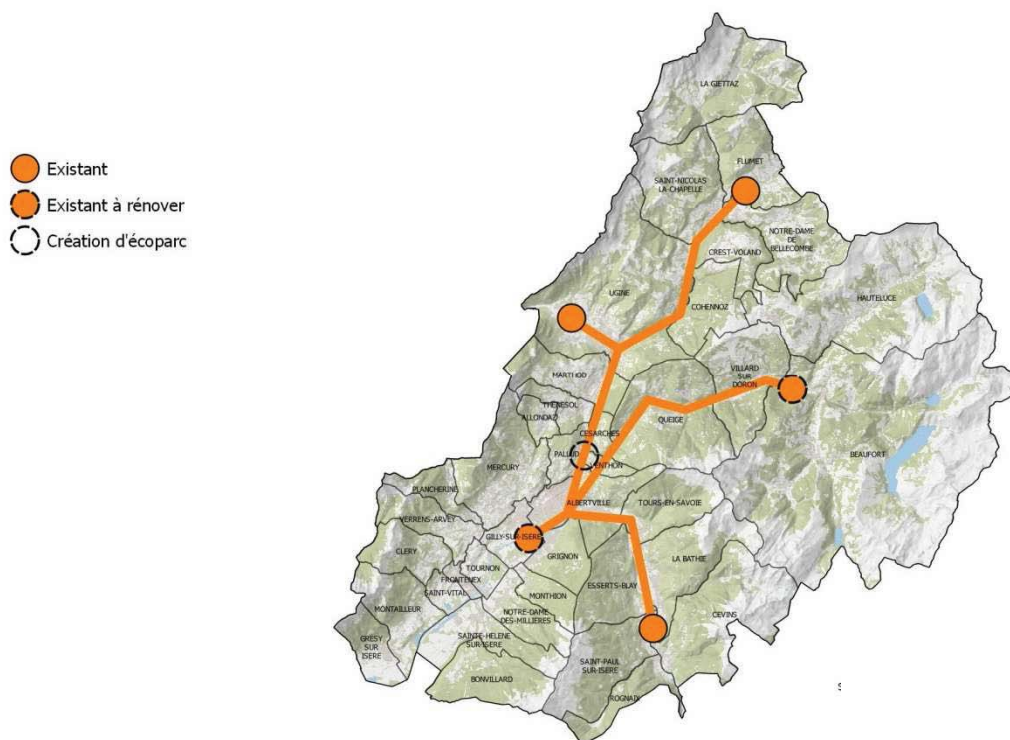 Existant
Existant à rénover
Création d'écoparc
LA GIETTAZ
FLUMET
SAINT-NICOLAS
LA-CHAPELLE
NOTRE-DAME
DE
BELLECOMBE
CREST-VOLAND
HAUTELUCE
UGINE
COHENNOZ
VILLARD
SUR
DORON
MARTHOD
THENESOL
ALLONDAZ
QUEIGE
CESARCHES
PALLUD
VENTHON
BEAUFORT
MERCURY
PLANCHERINE
ALBERTVILLE
TOURS-EN-SAVOIE
VERRENS-ARVEY
GILLY-SUR-ISERE
CLERY
GRIGNON
LA BATHIE
TOURNON
FRONTENEX
ESSERTS-BLAY
SAINT-VITAL
MONTHION
MONTAILLEUR
NOTRE-DAME
DES-MILLIERES
CEVINS
GRESY
SUR
ISERE
SAINTE-HELENE
SUR-ISERE
SAINT-PAUL
SUR-ISERE
BONVILLARD
ROGNAIX